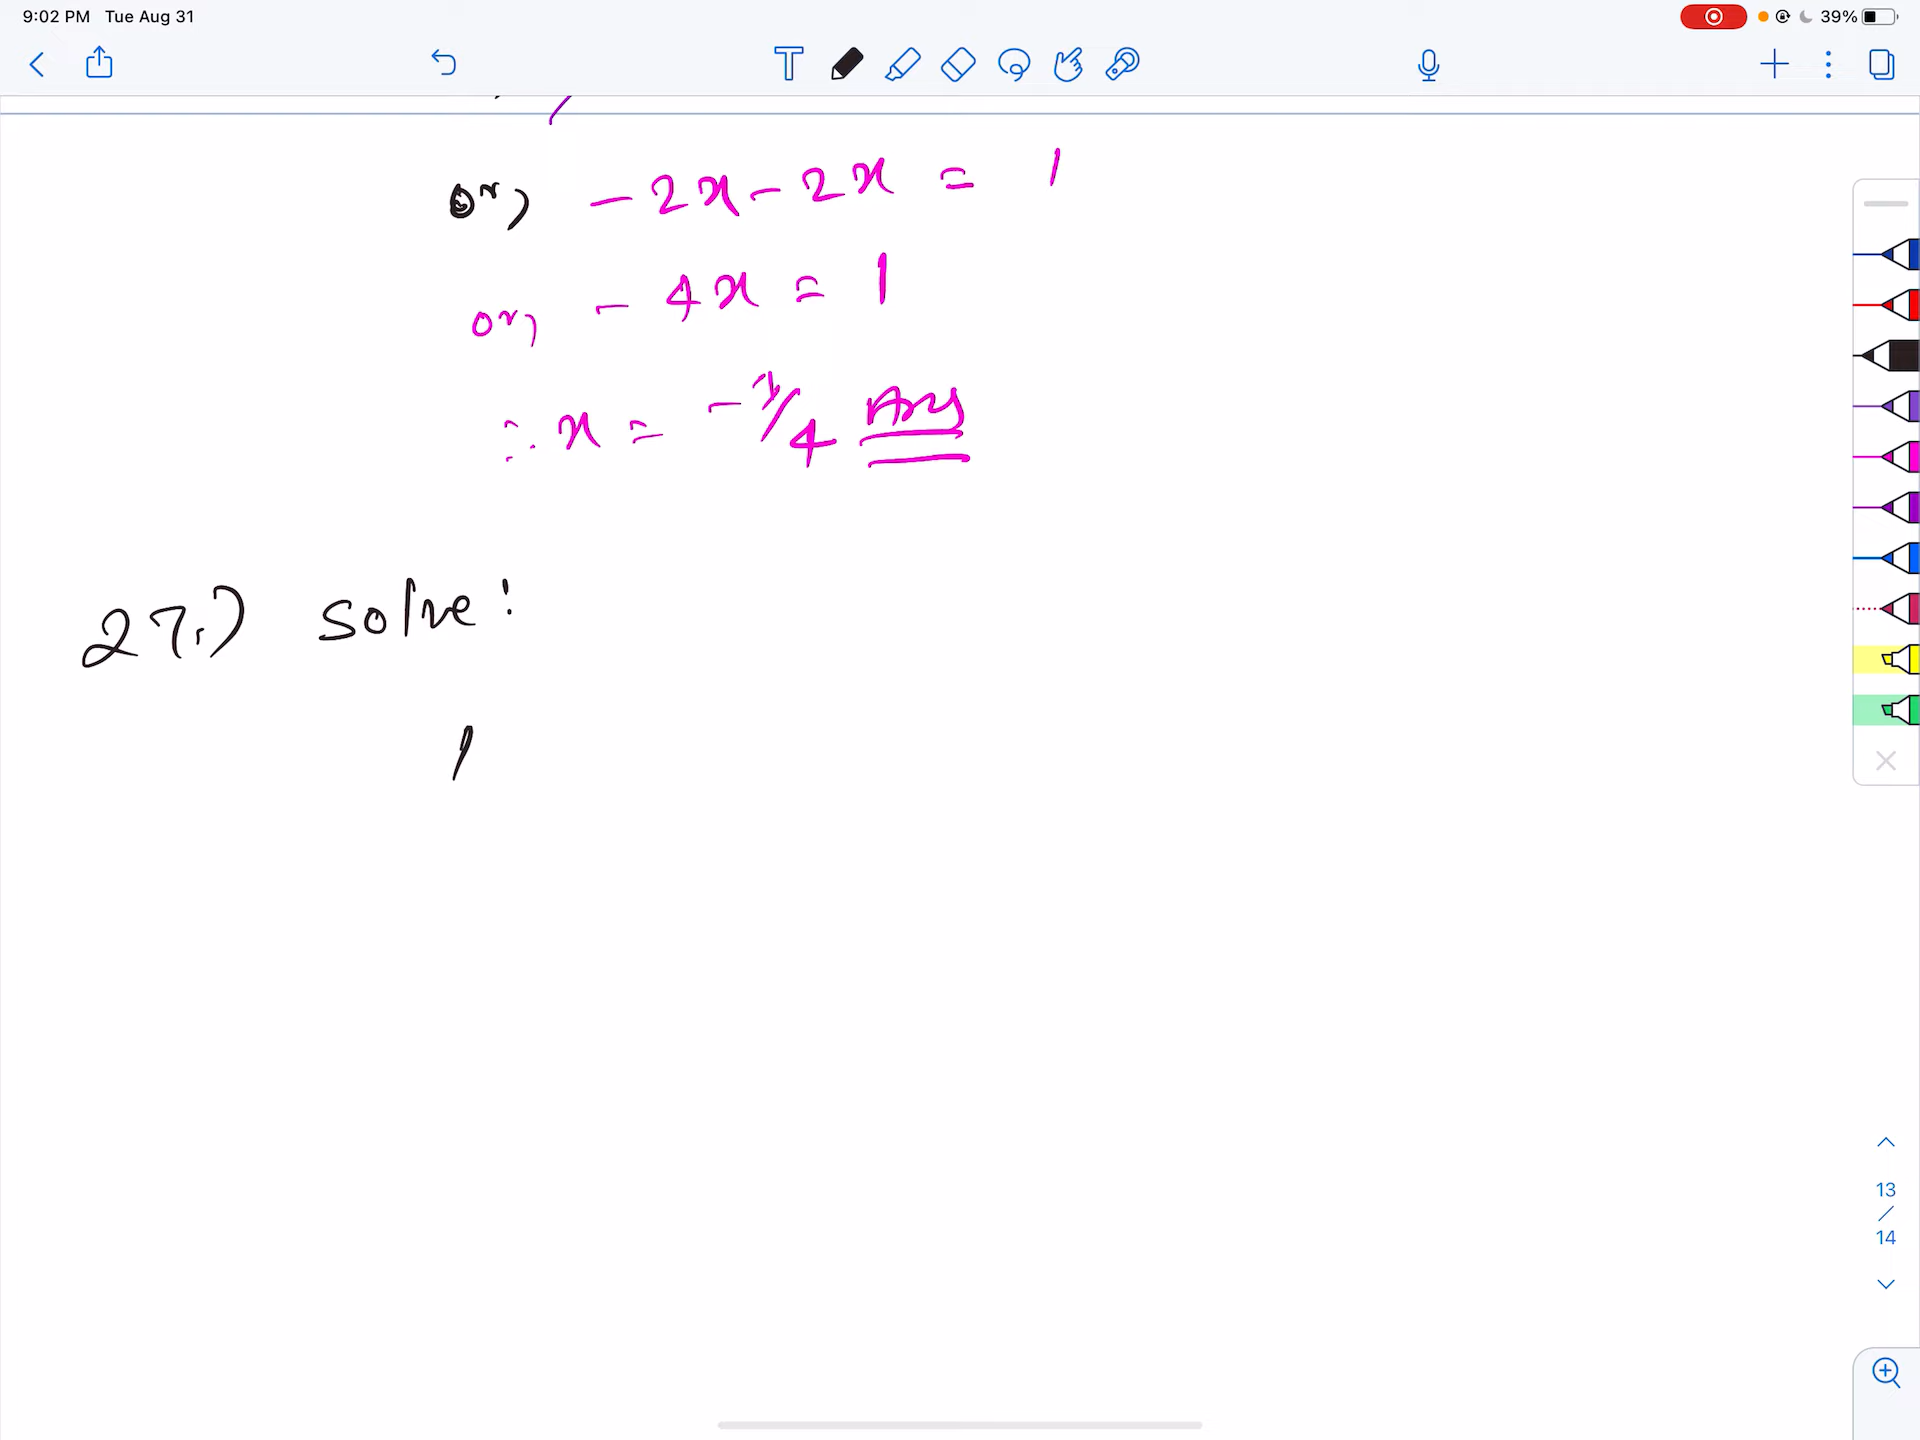 9:02 PM Tue Aug 31
39%
or, -2x-2x = 1
or, -4x = 1
∴ x = -1/4 Ans
27.) solve:
1
13
/
14